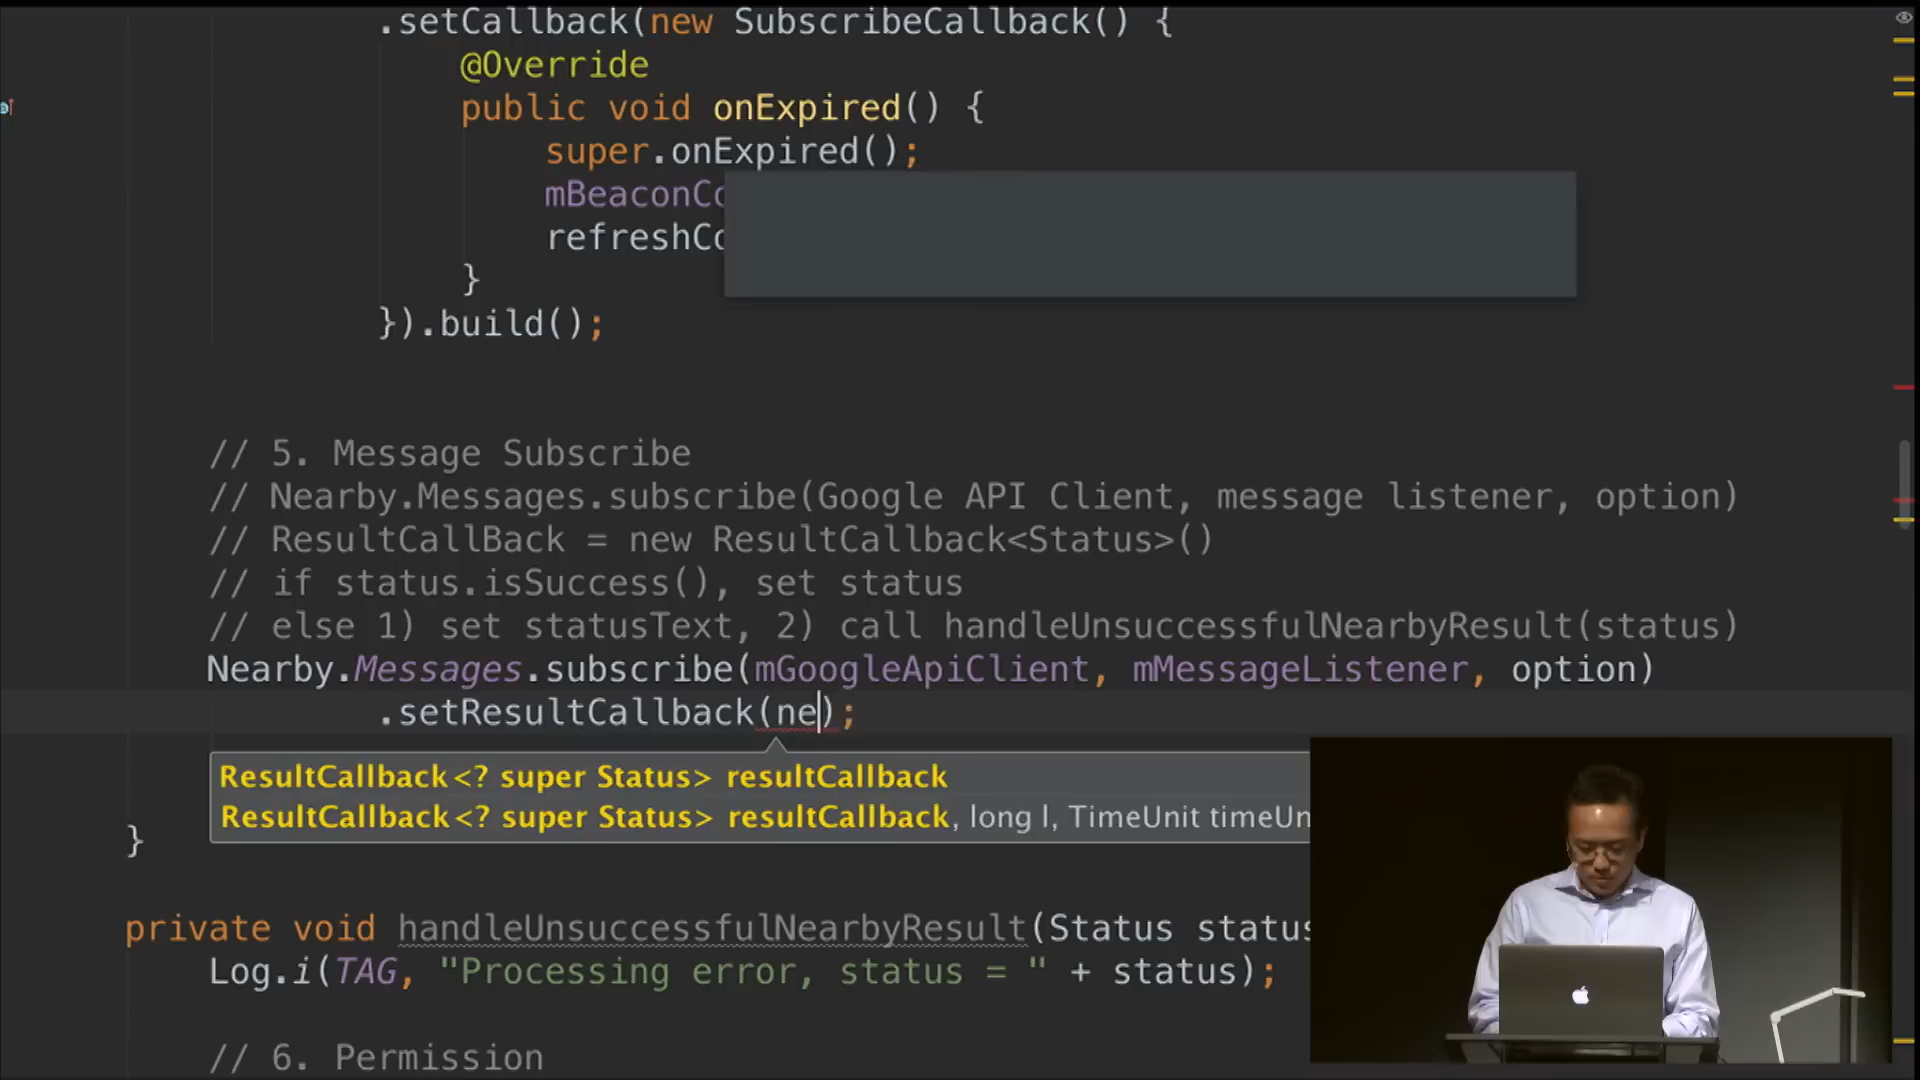 .setCallback(new SubscribeCallback() {
@Override
public void onExpired() {
super.onExpired();
mBeaconCo
refreshCo
}
}).build();
// 5. Message Subscribe
// Nearby.Messages.subscribe(Google API Client, message listener, option)
// ResultCallBack = new ResultCallback<Status>()
// if status.isSuccess(), set status
// else 1) set statusText, 2) call handleUnsuccessfulNearbyResult(status)
Nearby.Messages.subscribe(mGoogleApiClient, mMessageListener, option)
.setResultCallback(ne);
ResultCallback<? super Status> resultCallback
ResultCallback<? super Status> resultCallback, long l, TimeUnit timeUn
}
private void handleUnsuccessfulNearbyResult(Status status
Log.i(TAG, "Processing error, status = " + status);
// 6. Permission